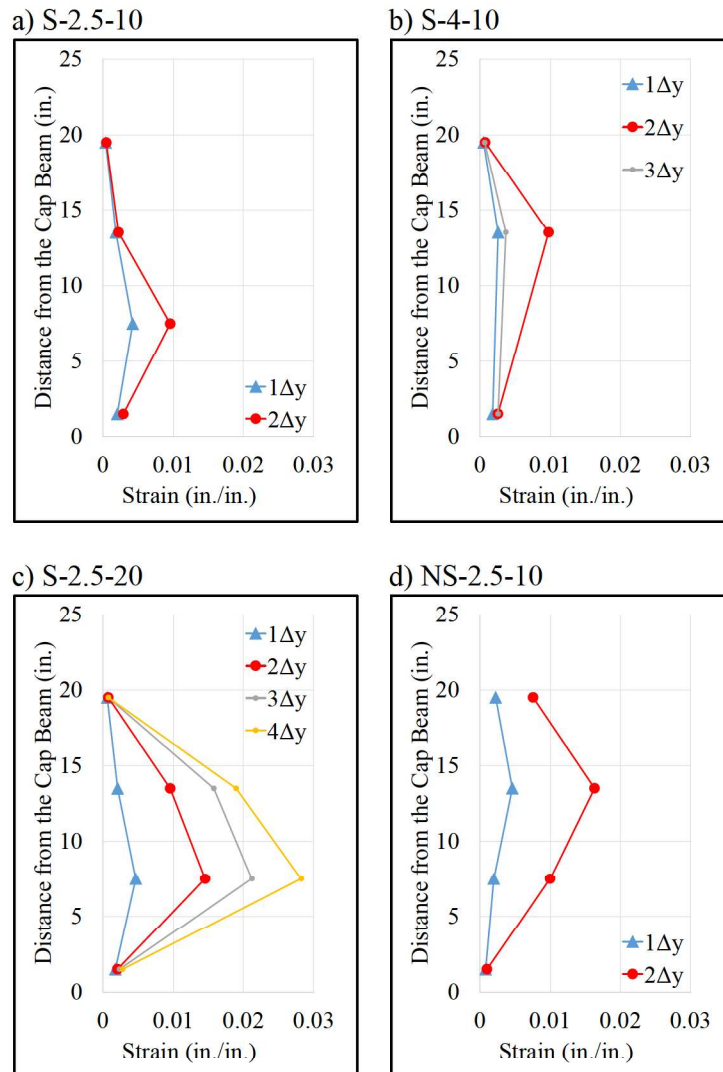 a) S-2.5-10
25
20
15
10
5
0
Distance from the Cap Beam (in.)
1Δy
2Δy
0 0.01 0.02 0.03
Strain (in./in.)
b) S-4-10
25
20
15
10
5
0
Distance from the Cap Beam (in.)
1Δy
2Δy
3Δy
0 0.01 0.02 0.03
Strain (in./in.)
c) S-2.5-20
25
20
15
10
5
0
Distance from the Cap Beam (in.)
1Δy
2Δy
3Δy
4Δy
0 0.01 0.02 0.03
Strain (in./in.)
d) NS-2.5-10
25
20
15
10
5
0
Distance from the Cap Beam (in.)
1Δy
2Δy
0 0.01 0.02 0.03
Strain (in./in.)